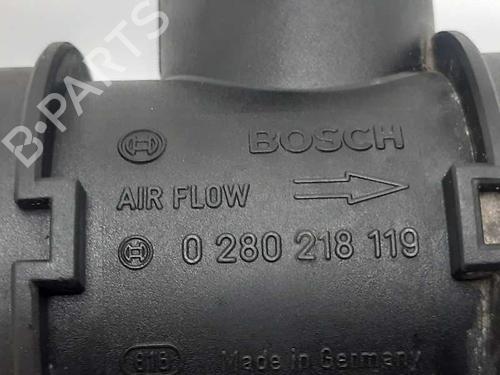 B-PARTS
BOSCH
AIR FLOW
0 280 218 119
Made in Germany